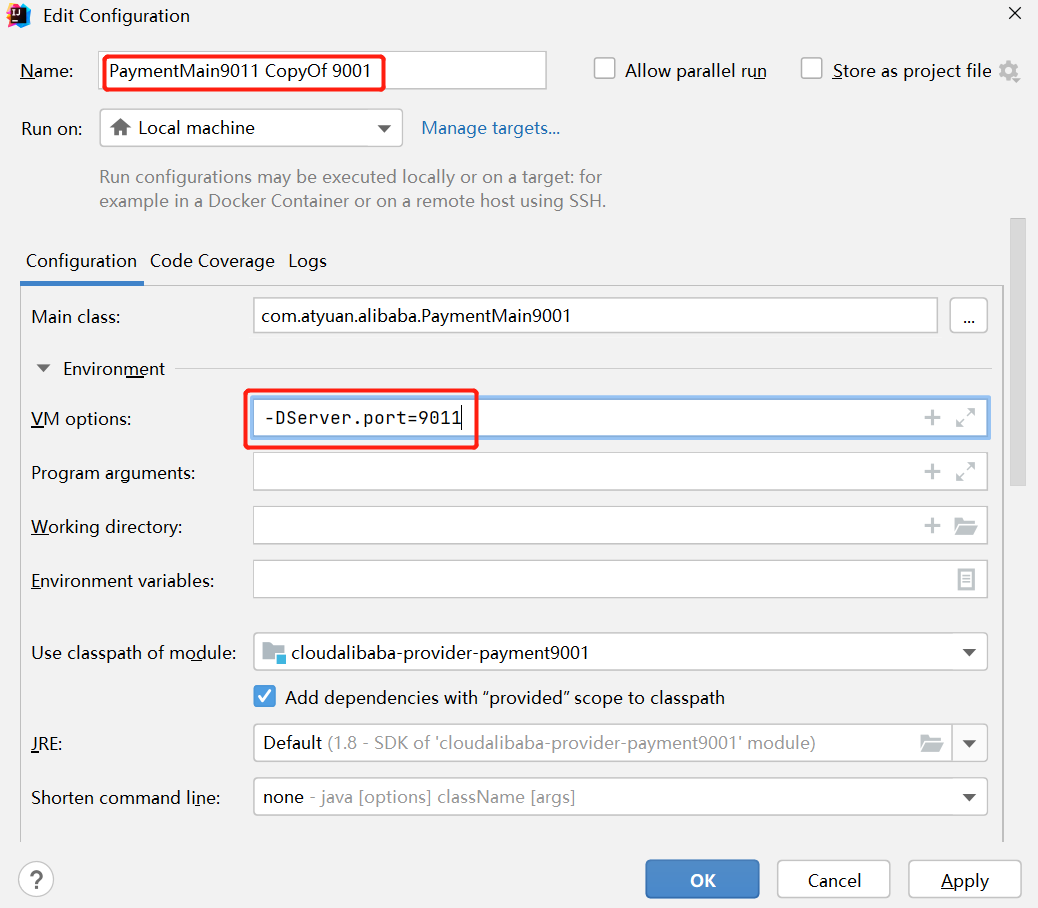 Edit Configuration
Name: PaymentMain9011 CopyOf 9001 Allow parallel run Store as project file
Run on: Local machine Manage targets...
Run configurations may be executed locally or on a target: for
example in a Docker Container or on a remote host using SSH.
Configuration Code Coverage Logs
Main class: com.atyuan.alibaba.PaymentMain9001 ...
Environment
VM options: -DServer.port=9011
Program arguments:
Working directory:
Environment variables:
Use classpath of module: cloudalibaba-provider-payment9001
Add dependencies with “provided” scope to classpath
JRE: Default (1.8 - SDK of 'cloudalibaba-provider-payment9001' module)
Shorten command line: none - java [options] className [args]
? OK Cancel Apply